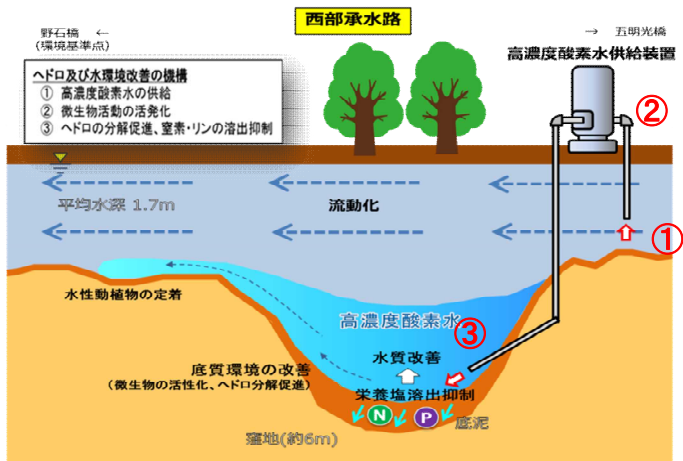 西部承水路
野石橋 ←
(環境基準点)
→ 五明光橋
高濃度酸素水供給装置
ヘドロ及び水環境改善の機構
① 高濃度酸素水の供給
② 微生物活動の活発化
③ ヘドロの分解促進、窒素・リンの溶出抑制
②
平均水深 1.7m
流動化
①
水性動植物の定着
高濃度酸素水
③
水質改善
底質環境の改善
(微生物の活性化、ヘドロ分解促進)
栄養塩溶出抑制
N
P
底泥
窪地(約6m)